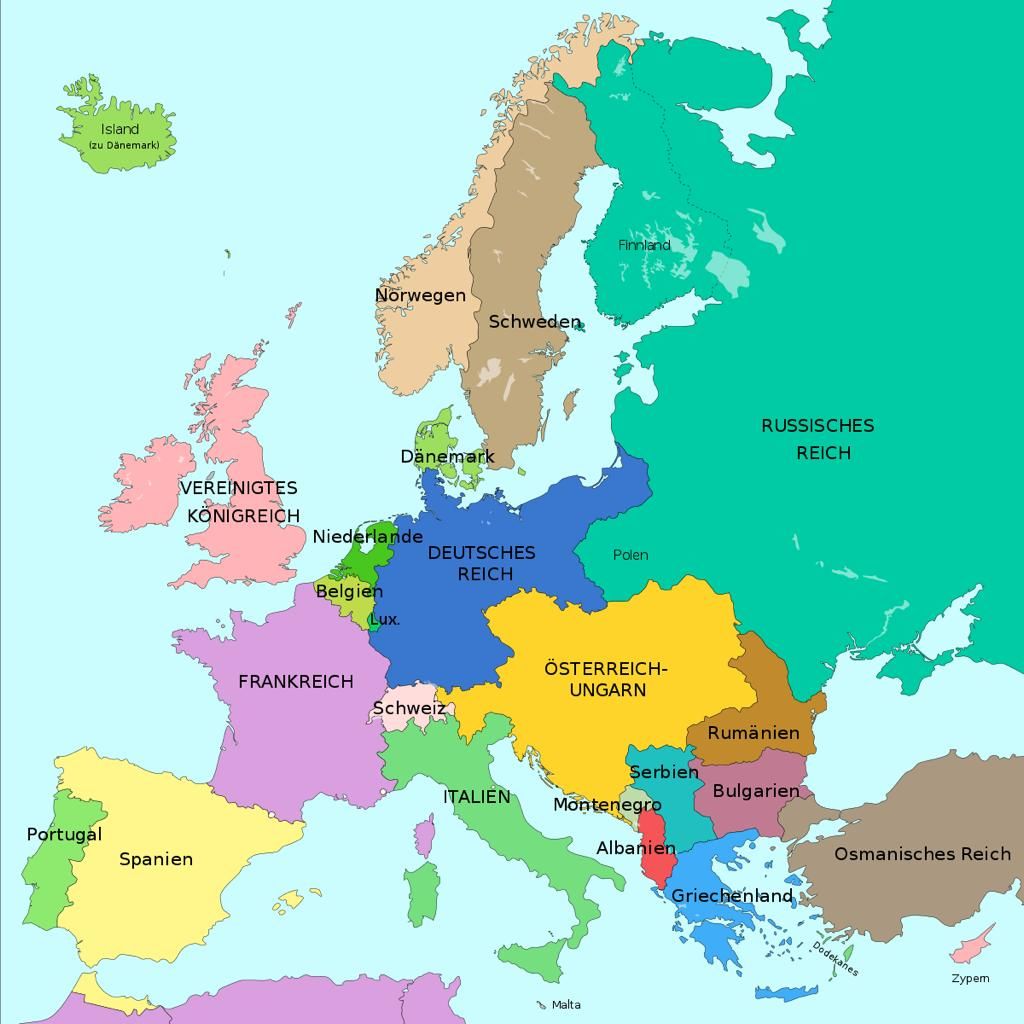 Island
(zu Dänemark)
Finnland
Norwegen
Schweden
RUSSISCHES
REICH
Dänemark
VEREINIGTES
KÖNIGREICH
Niederlande
DEUTSCHES
REICH
Polen
Belgien
Lux.
FRANKREICH
ÖSTERREICH-
UNGARN
Schweiz
Rumänien
Serbien
Bulgarien
ITALIEN
Montenegro
Portugal
Albanien
Spanien
Osmanisches Reich
Griechenland
Dodekanes
Zypern
Malta